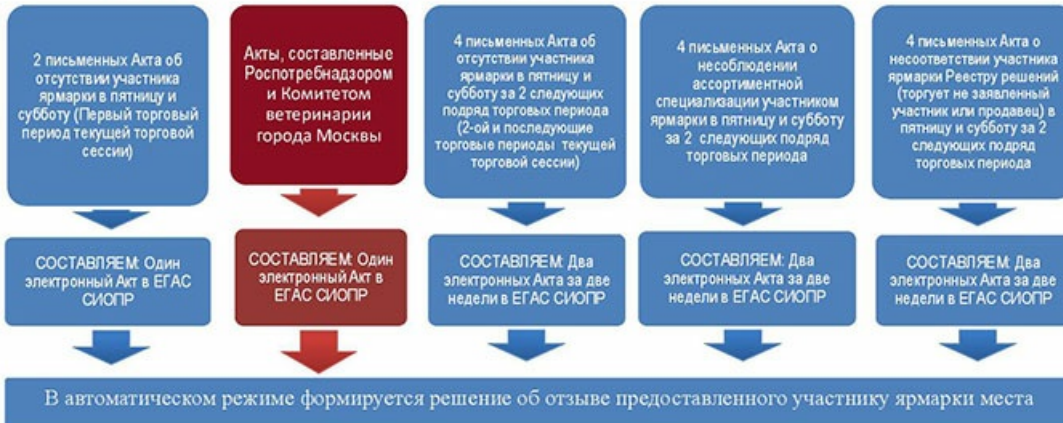 2 письменных Акта об
отсутствии участника
ярмарки в пятницу и
субботу (Первый торговый
период текущей торговой
сессии)
Акты, составленные
Роспотребнадзором
и Комитетом
ветеринарии
города Москвы
4 письменных Акта об
отсутствии участника
ярмарки в пятницу и
субботу за 2 следующих
подряд торговых периода
(2-ой и последующие
торговые периоды текущей
торговой сессии)
4 письменных Акта о
несоблюдении
ассортиментной
специализации участником
ярмарки в пятницу и субботу
за 2 следующих подряд
торговых периода
4 письменных Акта о
несоответствии участника
ярмарки Реестру решений
(торгует не заявленный
участник или продавец) в
пятницу и субботу за 2
следующих подряд
торговых периода
СОСТАВЛЯЕМ: Один
электронный Акт в
ЕГАС СИОПР
СОСТАВЛЯЕМ: Один
электронный Акт в
ЕГАС СИОПР
СОСТАВЛЯЕМ: Два
электронных Акта за две
недели в ЕГАС СИОПР
СОСТАВЛЯЕМ: Два
электронных Акта за две
недели в ЕГАС СИОПР
СОСТАВЛЯЕМ: Два
электронных Акта за две
недели в ЕГАС СИОПР
В автоматическом режиме формируется решение об отзыве предоставленного участнику ярмарки места